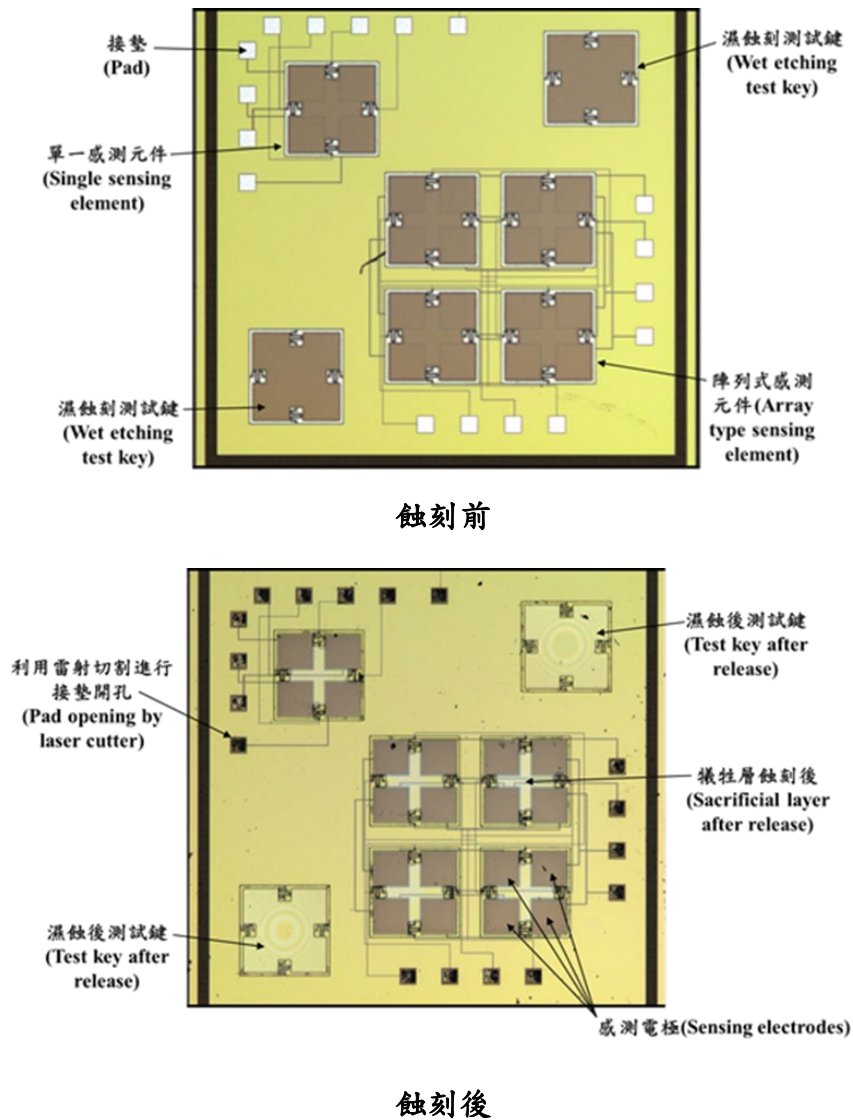 接墊
(Pad)
濕蝕刻測試鍵
(Wet etching
test key)
單一感測元件
(Single sensing
element)
濕蝕刻測試鍵
(Wet etching
test key)
陣列式感測
元件(Array
type sensing
element)
蝕刻前
利用雷射切割進行
接墊開孔
(Pad opening by
laser cutter)
濕蝕後測試鍵
(Test key after
release)
犠牲層蝕刻後
(Sacrificial layer
after release)
濕蝕後測試鍵
(Test key after
release)
感測電極(Sensing electrodes)
蝕刻後